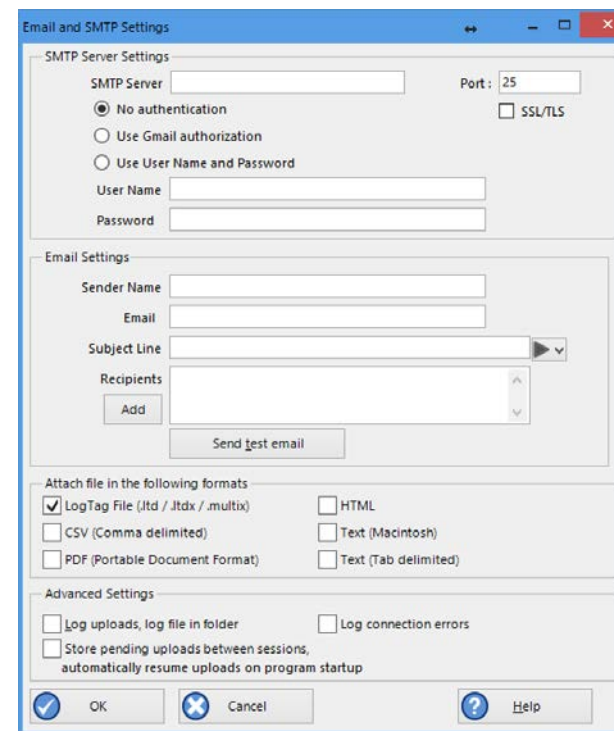 Email and SMTP Settings
SMTP Server Settings
SMTP Server
Port : 25
No authentication
SSL/TLS
Use Gmail authorization
Use User Name and Password
User Name
Password
Email Settings
Sender Name
Email
Subject Line
Recipients
Add
Send test email
Attach file in the following formats
LogTag File (.ltd / .ltdx / .multix)
HTML
CSV (Comma delimited)
Text (Macintosh)
PDF (Portable Document Format)
Text (Tab delimited)
Advanced Settings
Log uploads, log file in folder
Log connection errors
Store pending uploads between sessions,
automatically resume uploads on program startup
OK
Cancel
Help